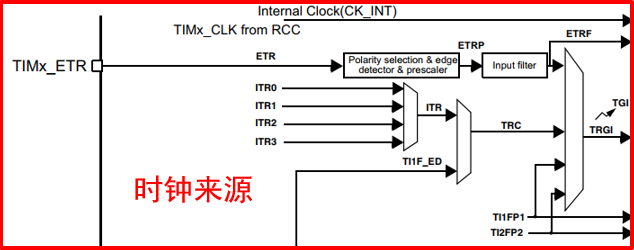 Internal Clock(CK_INT)
TIMx_CLK from RCC
ETRF
ETR
ETRP
TIMx_ETR
Polarity selection & edge
detector & prescaler
Input filter
ITR0
ITR1
ITR2
ITR3
ITR
TGI
TRC
TRGI
TI1F_ED
时钟来源
TI1FP1
TI2FP2